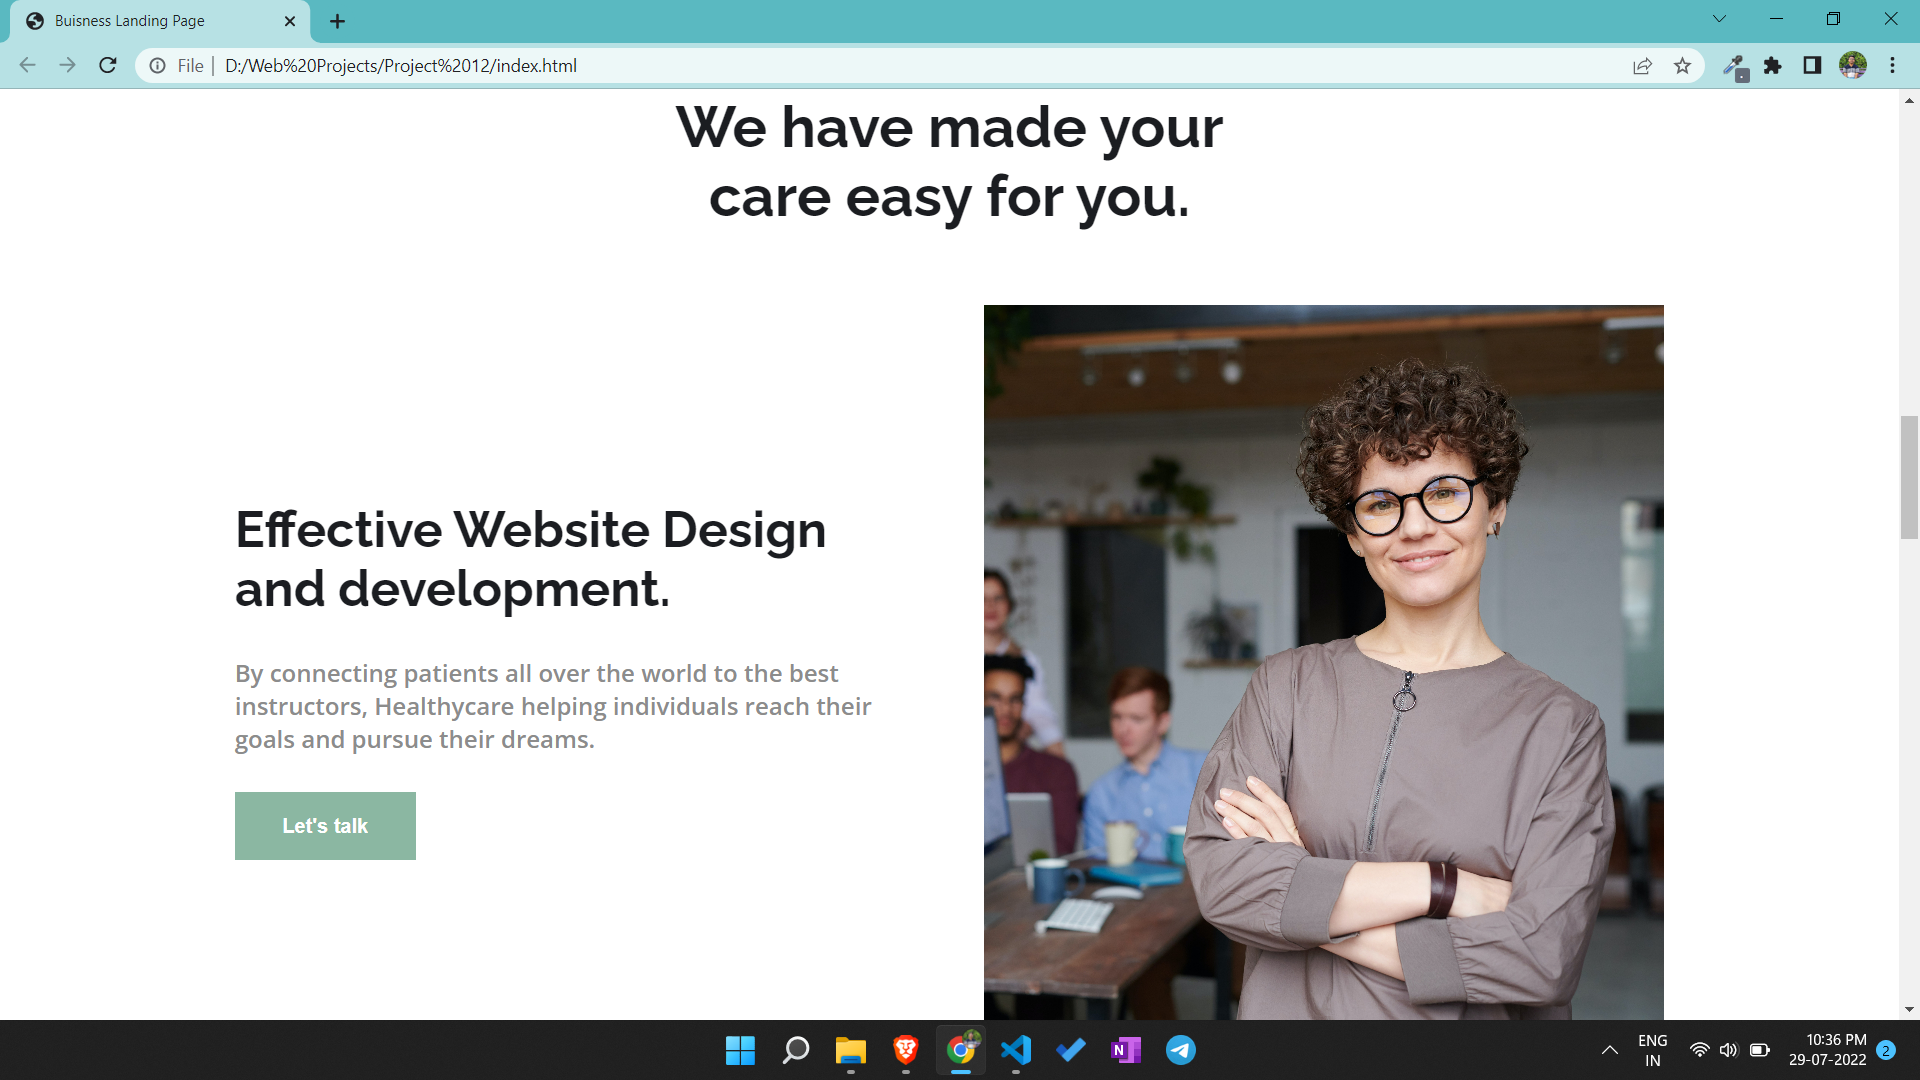 Buisness Landing Page
File | D:/Web%20Projects/Project%2012/index.html
We have made your
care easy for you.
Effective Website Design
and development.
By connecting patients all over the world to the best
instructors, Healthycare helping individuals reach their
goals and pursue their dreams.
Let's talk
N
ENG
IN
10:36 PM
29-07-2022
2